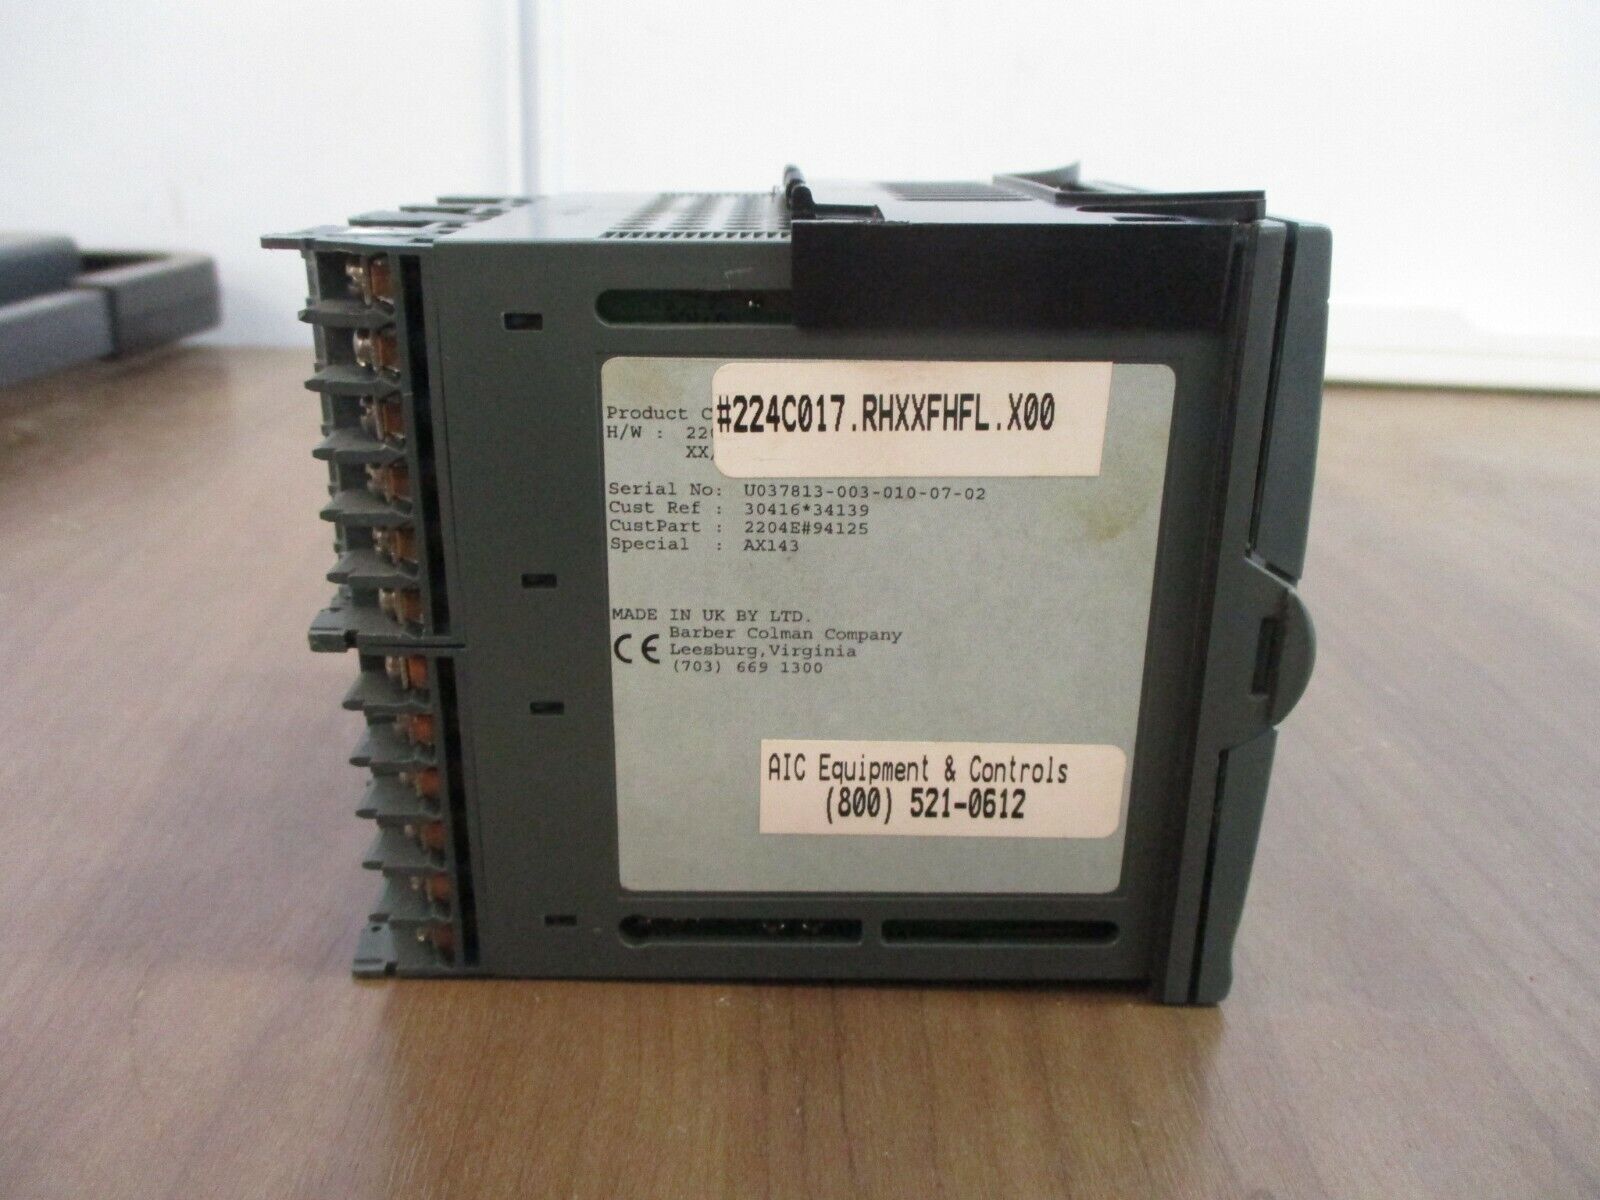 #224C017.RHXXFHFL.X00
Product C
H/W : 220
XX/
Serial No: U037813-003-010-07-02
Cust Ref : 30416*34139
CustPart : 2204E#94125
Special : AX143
MADE IN UK BY LTD.
CE Barber Colman Company
Leesburg,Virginia
(703) 669 1300
AIC Equipment & Controls
(800) 521-0612